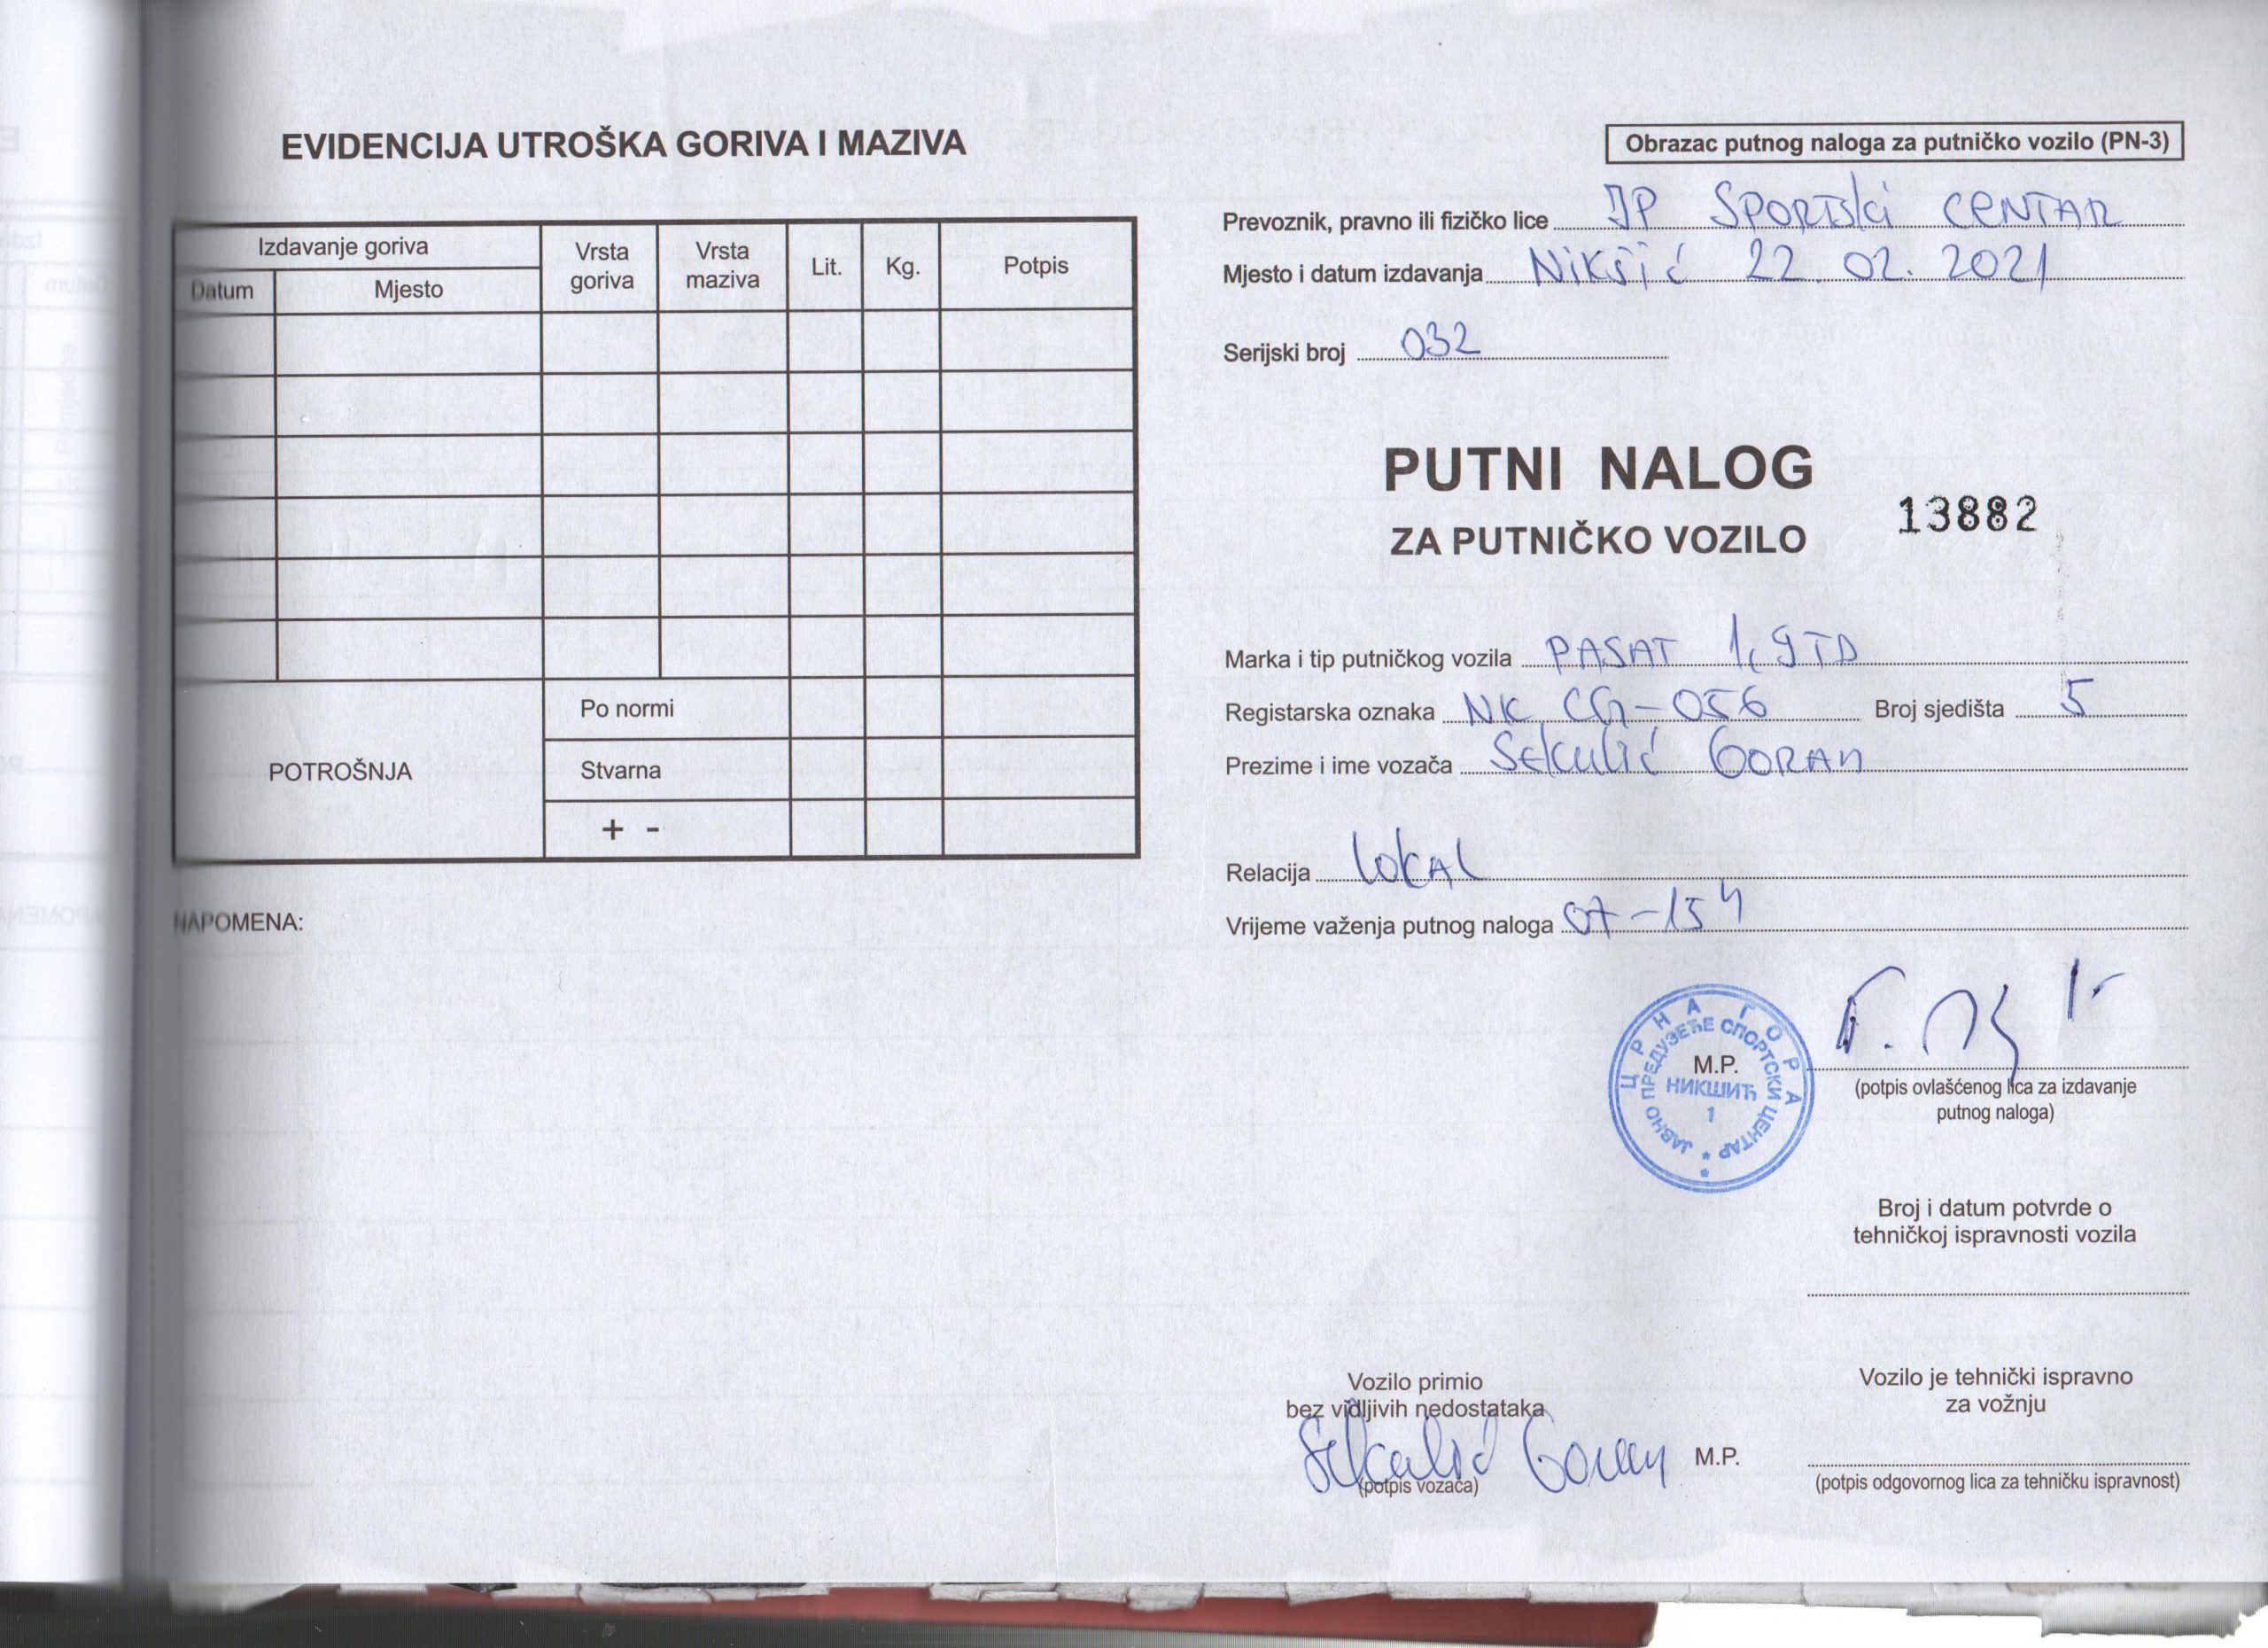 EVIDENCIJA UTROŠKA GORIVA I MAZIVA
Izdavanje goriva
Datum
Mjesto
Vrsta goriva
Vrsta maziva
Lit.
Kg.
Potpis
POTROŠNJA
Po normi
Stvarna
+ -
NAPOMENA:
Obrazac putnog naloga za putničko vozilo (PN-3)
Prevoznik, pravno ili fizičko lice JP SPORTSki CENTAR
Mjesto i datum izdavanja Nikšić 22.02.2021
Serijski broj 032
PUTNI NALOG
ZA PUTNIČKO VOZILO
13882
Marka i tip putničkog vozila PASAT 1,9TD
Registarska oznaka NK CG-056 Broj sjedišta 5
Prezime i ime vozača Sekulić GORAN
Relacija LOKAL
Vrijeme važenja putnog naloga 07-15 h
ЦРНА ГОРА
ЈАВНО ПРЕДУЗЕЋЕ СПОРТСКИ ЦЕНТАР
НИКШИЋ
1
M.P.
(potpis ovlašćenog lica za izdavanje
putnog naloga)
Broj i datum potvrde o
tehničkoj ispravnosti vozila
Vozilo primio
bez vidljivih nedostataka
Sekulić Goran
(potpis vozača)
M.P.
Vozilo je tehnički ispravno
za vožnju
(potpis odgovornog lica za tehničku ispravnost)